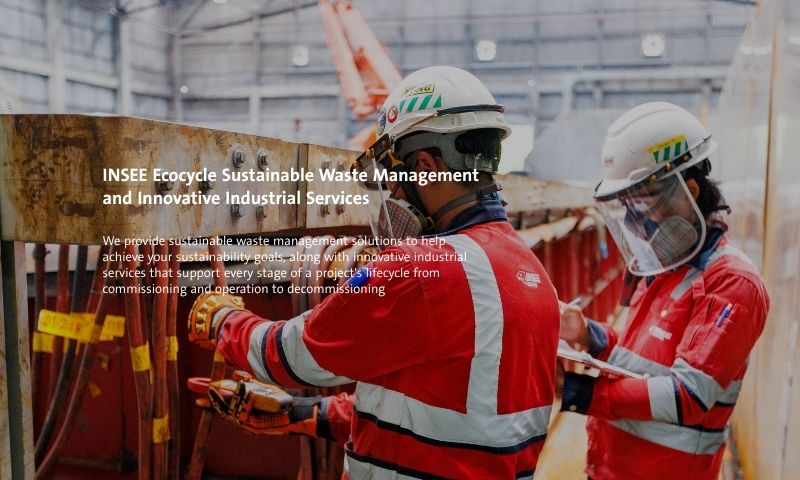 INSEE Ecocycle Sustainable Waste Management
and Innovative Industrial Services
We provide sustainable waste management solutions to help
achieve your sustainability goals, along with innovative industrial
services that support every stage of a project's lifecycle from
commissioning and operation to decommissioning